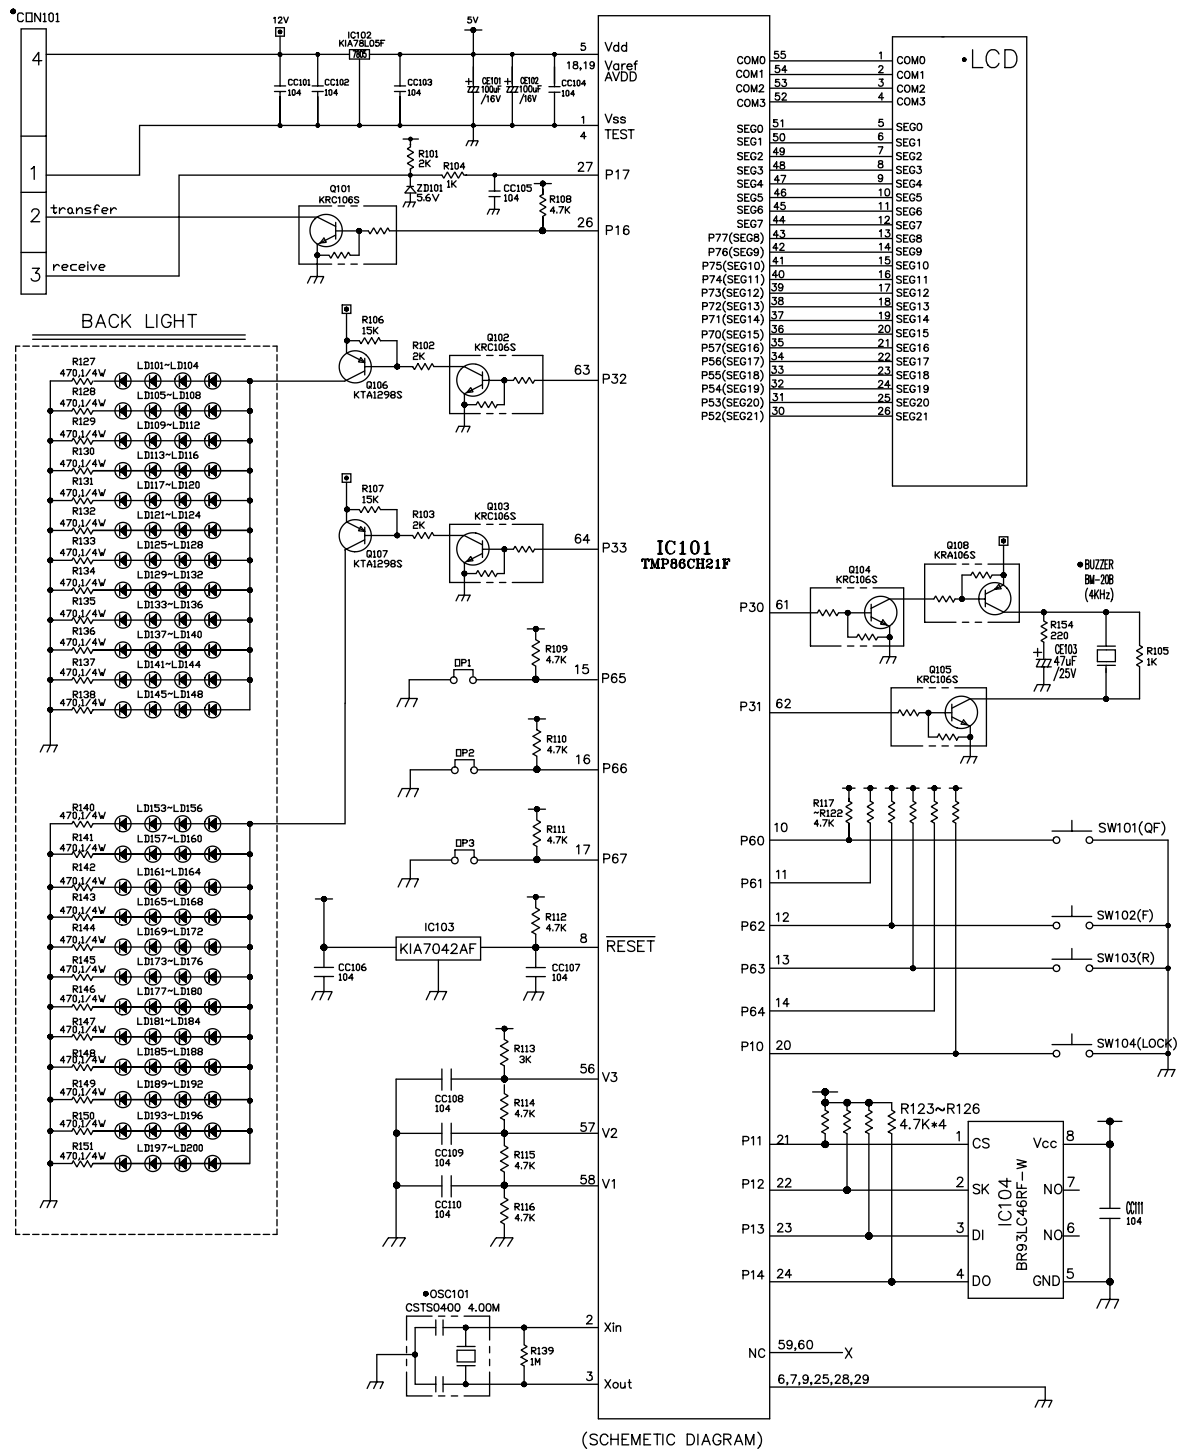 CON101
4
1
2
transfer
3
receive
12V
IC102
KIA78L05F
7805
5V
CC101
104
CC102
104
CC103
104
CE101
100uF
/16V
CE102
100uF
/16V
CC104
104
5
Vdd
18,19
Varef
AVDD
1
Vss
4
TEST
R101
2K
R104
1K
27
P17
ZD101
5.6V
CC105
104
R108
4.7K
Q101
KRC106S
26
P16
BACK LIGHT
R127
470,1/4W
LD101~LD104
R128
470,1/4W
LD105~LD108
R129
470,1/4W
LD109~LD112
R130
470,1/4W
LD113~LD116
R131
470,1/4W
LD117~LD120
R132
470,1/4W
LD121~LD124
R133
470,1/4W
LD125~LD128
R134
470,1/4W
LD129~LD132
R135
470,1/4W
LD133~LD136
R136
470,1/4W
LD137~LD140
R137
470,1/4W
LD141~LD144
R138
470,1/4W
LD145~LD148
R140
470,1/4W
LD153~LD156
R141
470,1/4W
LD157~LD160
R142
470,1/4W
LD161~LD164
R143
470,1/4W
LD165~LD168
R144
470,1/4W
LD169~LD172
R145
470,1/4W
LD173~LD176
R146
470,1/4W
LD177~LD180
R147
470,1/4W
LD181~LD184
R148
470,1/4W
LD185~LD188
R149
470,1/4W
LD189~LD192
R150
470,1/4W
LD193~LD196
R151
470,1/4W
LD197~LD200
R106
15K
R102
2K
Q102
KRC106S
Q106
KTA1298S
63
P32
R107
15K
R103
2K
Q103
KRC106S
Q107
KTA1298S
64
P33
OP1
R109
4.7K
15
P65
OP2
R110
4.7K
16
P66
OP3
R111
4.7K
17
P67
IC103
KIA7042AF
CC106
104
R112
4.7K
CC107
104
8
RESET
R113
3K
56
V3
CC108
104
R114
4.7K
57
V2
CC109
104
R115
4.7K
58
V1
CC110
104
R116
4.7K
OSC101
CSTS0400 4.00M
2
Xin
R139
1M
3
Xout
IC101
TMP86CH21F
LCD
COM0 55 1 COM0
COM1 54 2 COM1
COM2 53 3 COM2
COM3 52 4 COM3
SEG0 51 5 SEG0
SEG1 50 6 SEG1
SEG2 49 7 SEG2
SEG3 48 8 SEG3
SEG4 47 9 SEG4
SEG5 46 10 SEG5
SEG6 45 11 SEG6
SEG7 44 12 SEG7
P77(SEG8) 43 13 SEG8
P76(SEG9) 42 14 SEG9
P75(SEG10) 41 15 SEG10
P74(SEG11) 40 16 SEG11
P73(SEG12) 39 17 SEG12
P72(SEG13) 38 18 SEG13
P71(SEG14) 37 19 SEG14
P70(SEG15) 36 20 SEG15
P57(SEG16) 35 21 SEG16
P56(SEG17) 34 22 SEG17
P55(SEG18) 33 23 SEG18
P54(SEG19) 32 24 SEG19
P53(SEG20) 31 25 SEG20
P52(SEG21) 30 26 SEG21
P30
61
Q104
KRC106S
Q108
KRA106S
BUZZER
BM-20B
(4KHz)
R154
220
CE103
47uF
/25V
R105
1K
P31
62
Q105
KRC106S
R117
~R122
4.7K
P60
10
SW101(QF)
P61
11
P62
12
SW102(F)
P63
13
SW103(R)
P64
14
P10
20
SW104(LOCK)
R123~R126
4.7K*4
P11
21
1
CS
P12
22
2
SK
P13
23
3
DI
P14
24
4
DO
IC104
BR93LC46RF-W
Vcc
8
NO
7
NO
6
GND
5
CC111
104
NC
59,60
X
6,7,9,25,28,29
(SCHEMETIC DIAGRAM)